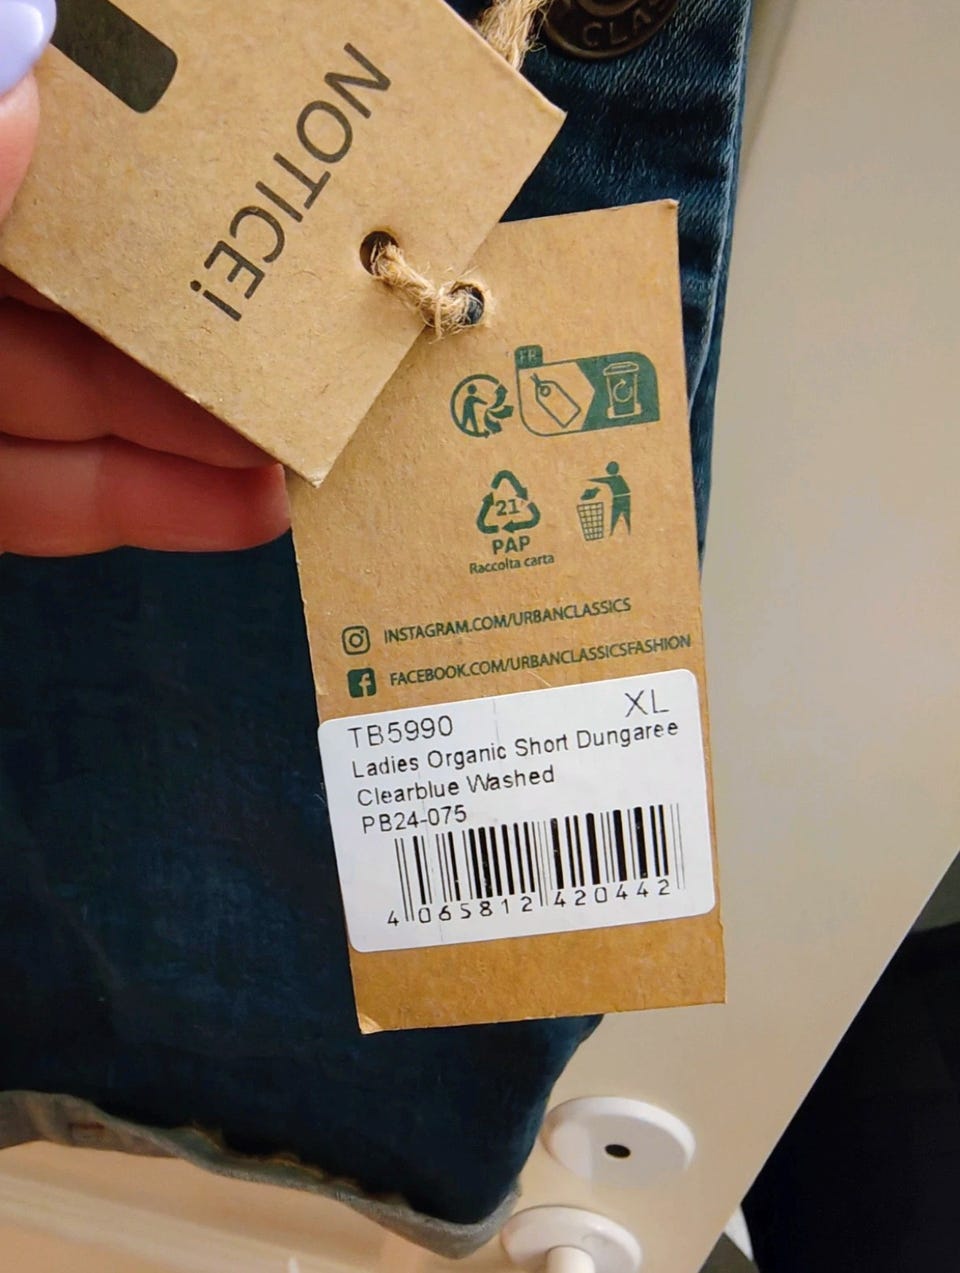 CLAS
NOTICE!
FR
21
PAP
Raccolta carta
INSTAGRAM.COM/URBANCLASSICS
FACEBOOK.COM/URBANCLASSICSFASHION
TB5990 XL
Ladies Organic Short Dungaree
Clearblue Washed
PB24-075
4 065812 420442